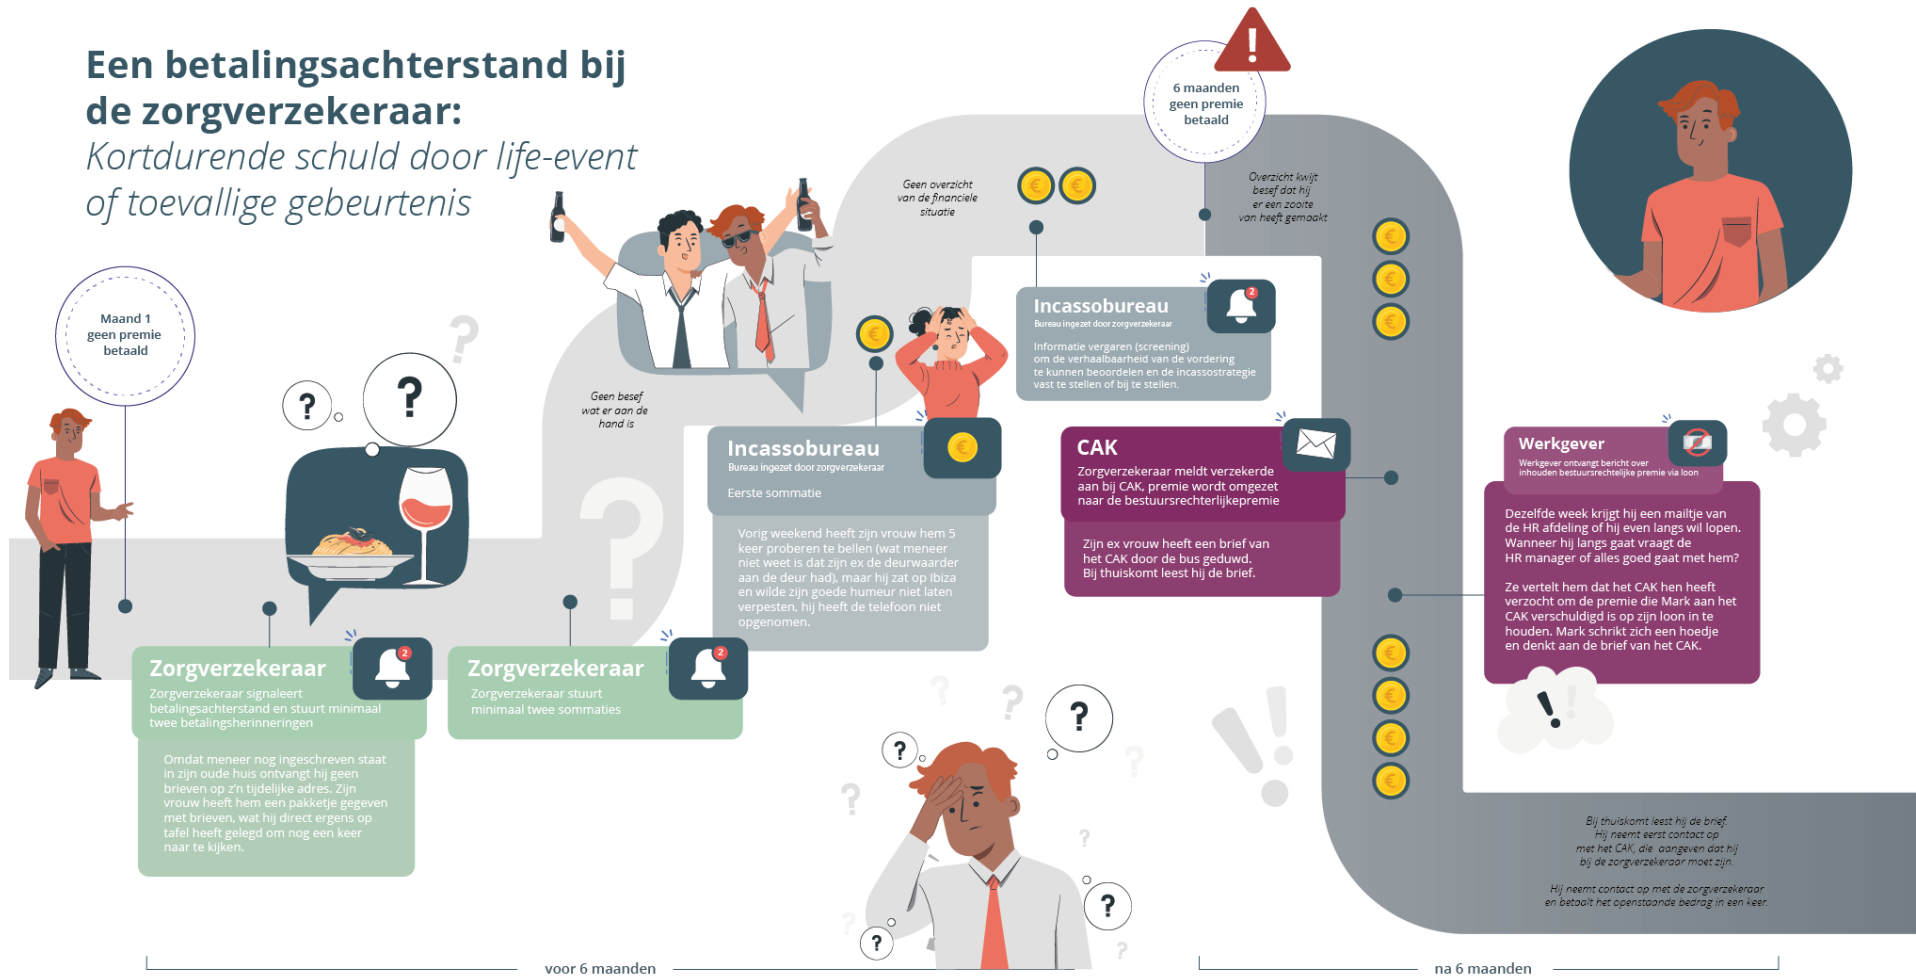 Een betalingsachterstand bij
de zorgverzekeraar:
Kortdurende schuld door life-event
of toevallige gebeurtenis
Maand 1
geen premie
betaald
?
?
?
Zorgverzekeraar
2
Zorgverzekeraar signaleert
betalingsachterstand en stuurt minimaal
twee betalingsherinneringen
Omdat meneer nog ingeschreven staat
in zijn oude huis ontvangt hij geen
brieven op z'n tijdelijke adres. Zijn
vrouw heeft hem een pakketje gegeven
met brieven, wat hij direct ergens op
tafel heeft gelegd om nog een keer
naar te kijken.
Zorgverzekeraar
2
Zorgverzekeraar stuurt
minimaal twee sommaties
Geen besef
wat er aan de
hand is
?
€
Incassobureau
Bureau ingezet door zorgverzekeraar
Eerste sommatie
Vorig weekend heeft zijn vrouw hem 5
keer proberen te bellen (wat meneer
niet weet is dat zijn ex de deurwaarder
aan de deur had), maar hij zat op Ibiza
en wilde zijn goede humeur niet laten
verpesten, hij heeft de telefoon niet
opgenomen.
€
Geen overzicht
van de financiele
situatie
€ €
Incassobureau
2
Bureau ingezet door zorgverzekeraar
Informatie vergaren (screening)
om de verhaalbaarheid van de vordering
te kunnen beoordelen en de incassostrategie
vast te stellen of bij te stellen.
!
6 maanden
geen premie
betaald
Overzicht kwijt
besef dat hij
er een zooite
van heeft gemaakt
€
€
€
CAK
Zorgverzekeraar meldt verzekerde
aan bij CAK, premie wordt omgezet
naar de bestuursrechterlijkepremie
Zijn ex vrouw heeft een brief van
het CAK door de bus geduwd.
Bij thuiskomt leest hij de brief.
Werkgever
Werkgever ontvangt bericht over
inhouden bestuursrechtelijke premie via loon
Dezelfde week krijgt hij een mailtje van
de HR afdeling of hij even langs wil lopen.
Wanneer hij langs gaat vraagt de
HR manager of alles goed gaat met hem?
Ze vertelt hem dat het CAK hen heeft
verzocht om de premie die Mark aan het
CAK verschuldigd is op zijn loon in te
houden. Mark schrikt zich een hoedje
en denkt aan de brief van het CAK.
! !
€
€
€
€
! !
? ? ?
? ?
?
?
?
?
?
?
Bij thuiskomt leest hij de brief.
Hij neemt eerst contact op
met het CAK, die aangeven dat hij
bij de zorgverzekeraar moet zijn.
Hij neemt contact op met de zorgverzekeraar
en betaalt het openstaande bedrag in een keer.
voor 6 maanden
na 6 maanden